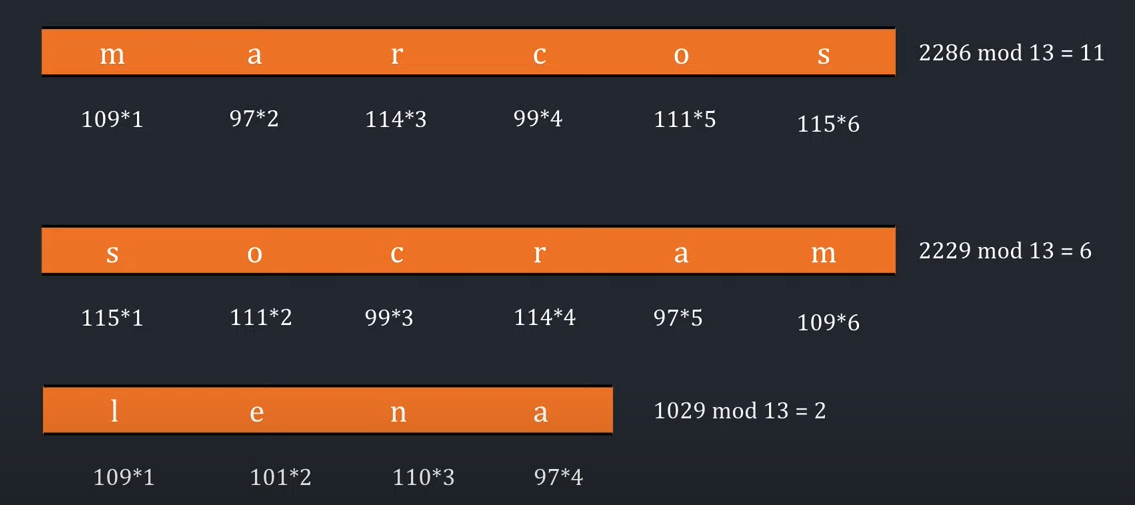 m a r c o s 2286 mod 13 = 11
109*1 97*2 114*3 99*4 111*5 115*6
s o c r a m 2229 mod 13 = 6
115*1 111*2 99*3 114*4 97*5 109*6
l e n a 1029 mod 13 = 2
109*1 101*2 110*3 97*4